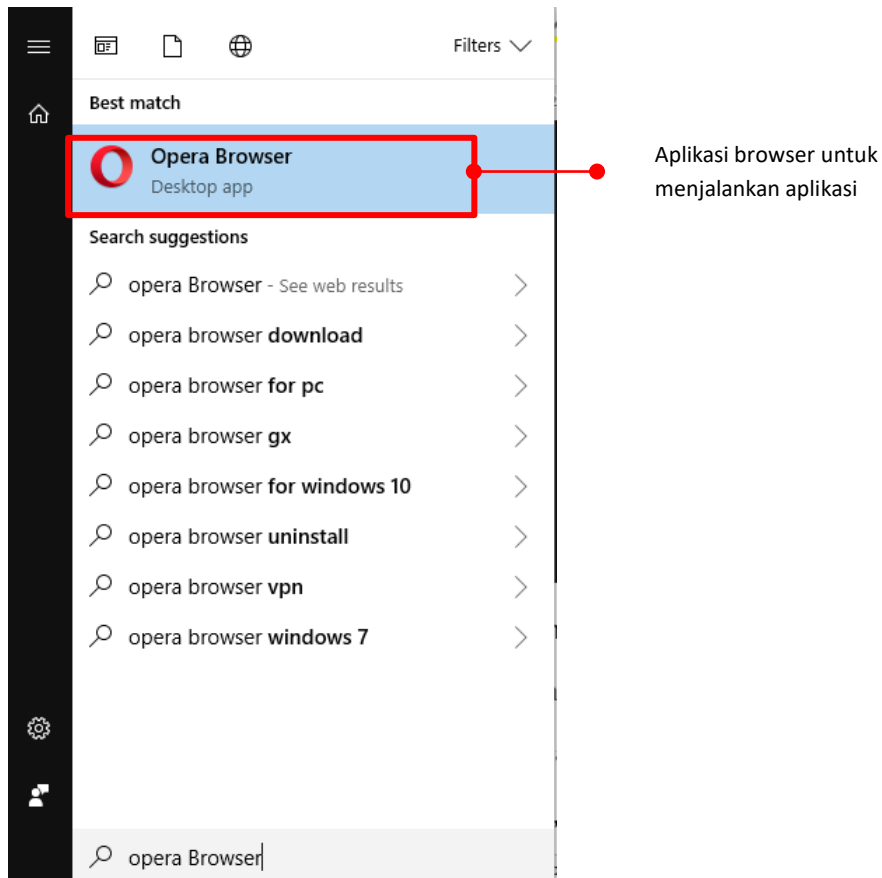 Filters
Best match
Opera Browser
Desktop app
Aplikasi browser untuk
menjalankan aplikasi
Search suggestions
opera Browser - See web results
opera browser download
opera browser for pc
opera browser gx
opera browser for windows 10
opera browser uninstall
opera browser vpn
opera browser windows 7
opera Browser